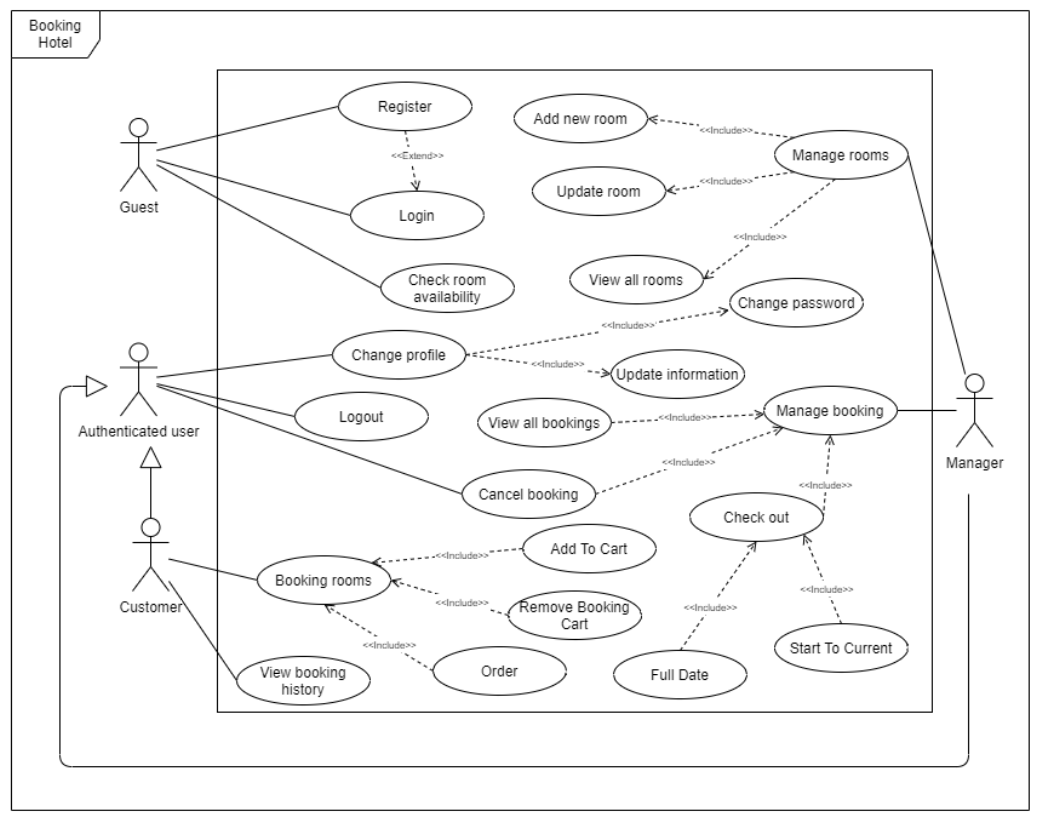 Booking
Hotel
Register
Add new room
<<Include>>
Manage rooms
<<Extend>>
Guest
Update room
<<Include>>
Login
<<Include>>
Check room
availability
View all rooms
Change password
<<Include>>
Change profile
<<Include>>
Update information
Authenticated user
Logout
View all bookings
<<Include>>
Manage booking
Manager
<<Include>>
Cancel booking
<<Include>>
Check out
Customer
Booking rooms
<<Include>>
Add To Cart
<<Include>>
Remove Booking
Cart
<<Include>>
<<Include>>
<<Include>>
Order
View booking
history
Full Date
Start To Current